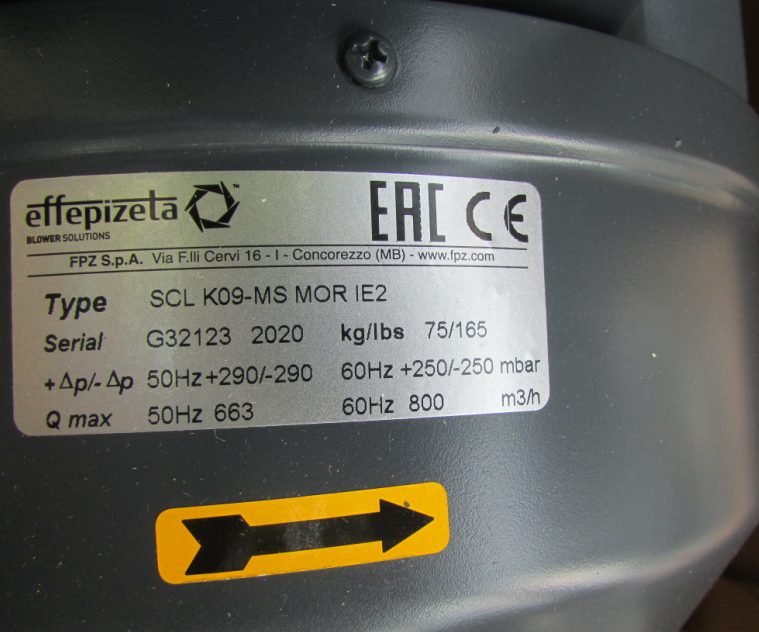 effepizeta™ EAC CE
BLOWER SOLUTIONS
FPZ S.p.A. Via F.lli Cervi 16 - I - Concorezzo (MB) - www.fpz.com
Type SCL K09-MS MOR IE2
Serial G32123 2020 kg/lbs 75/165
+Δp/-Δp 50Hz+290/-290 60Hz +250/-250 mbar
Q max 50Hz 663 60Hz 800 m3/h